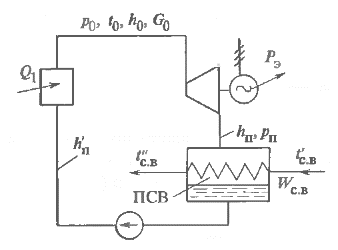 p₀, t₀, h₀, G₀
Q₁
Pэ
h′п
hп, pп
t″с.в
t′с.в
ПСВ
Wс.в